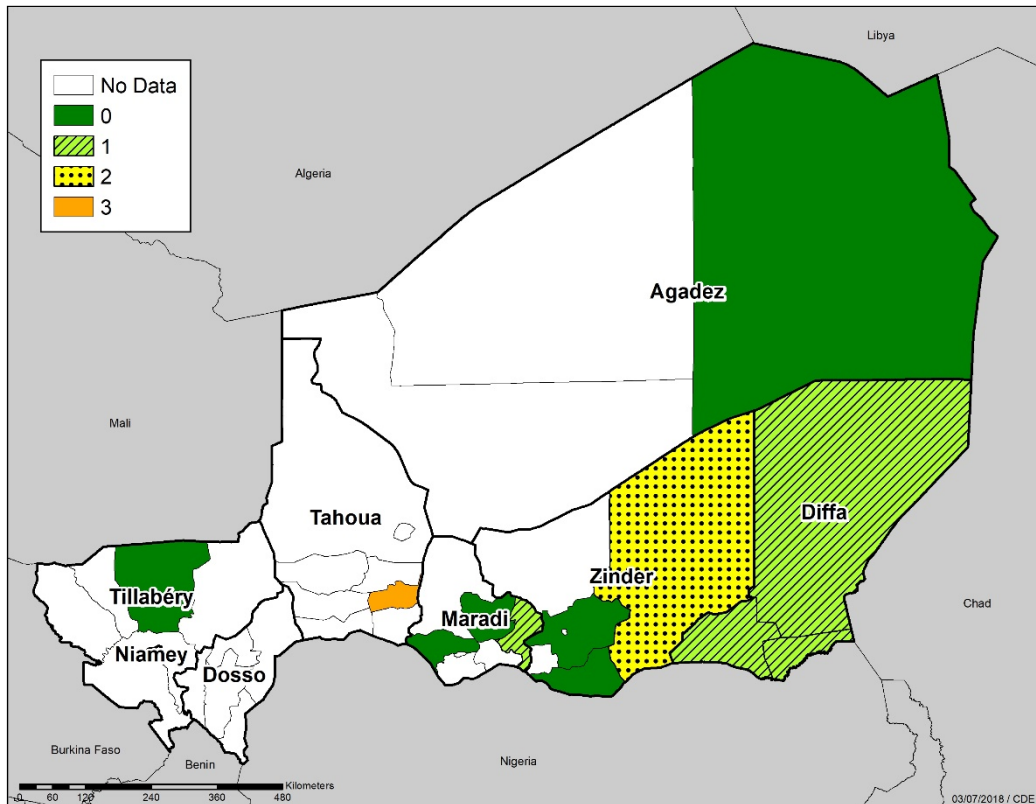 Libya
No Data
0
1
2
3
Algeria
Agadez
Mali
Tahoua
Diffa
Zinder
Tillabéry
Chad
Maradi
Niamey
Dosso
Burkina Faso
Benin
Nigeria
Kilometers
0 60 120 240 360 480
03/07/2018 / CDE